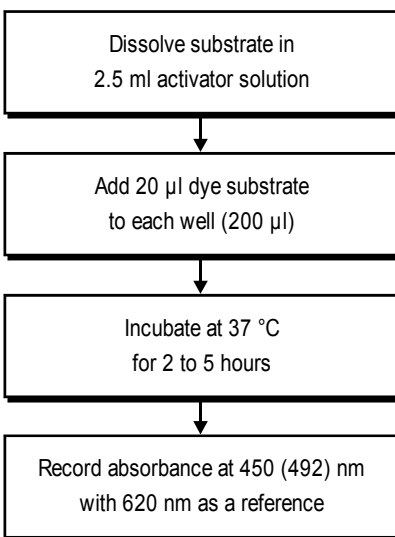 Dissolve substrate in
2.5 ml activator solution
Add 20 µl dye substrate
to each well (200 µl)
Incubate at 37 °C
for 2 to 5 hours
Record absorbance at 450 (492) nm
with 620 nm as a reference